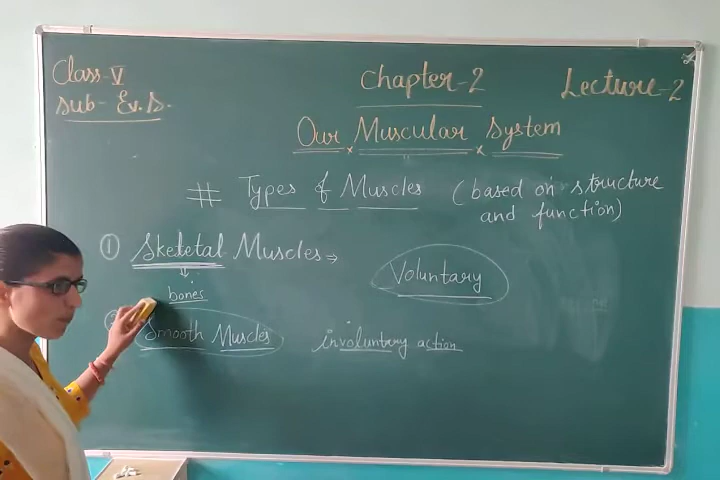 Class-V
Sub- Ev.S.
Chapter-2
Lecture-2
Our × Muscular × System
# Types of Muscles (based on structure
and function)
① Skeletal Muscles ⇒
Voluntary
↓
bones
Smooth Muscles
involuntary action